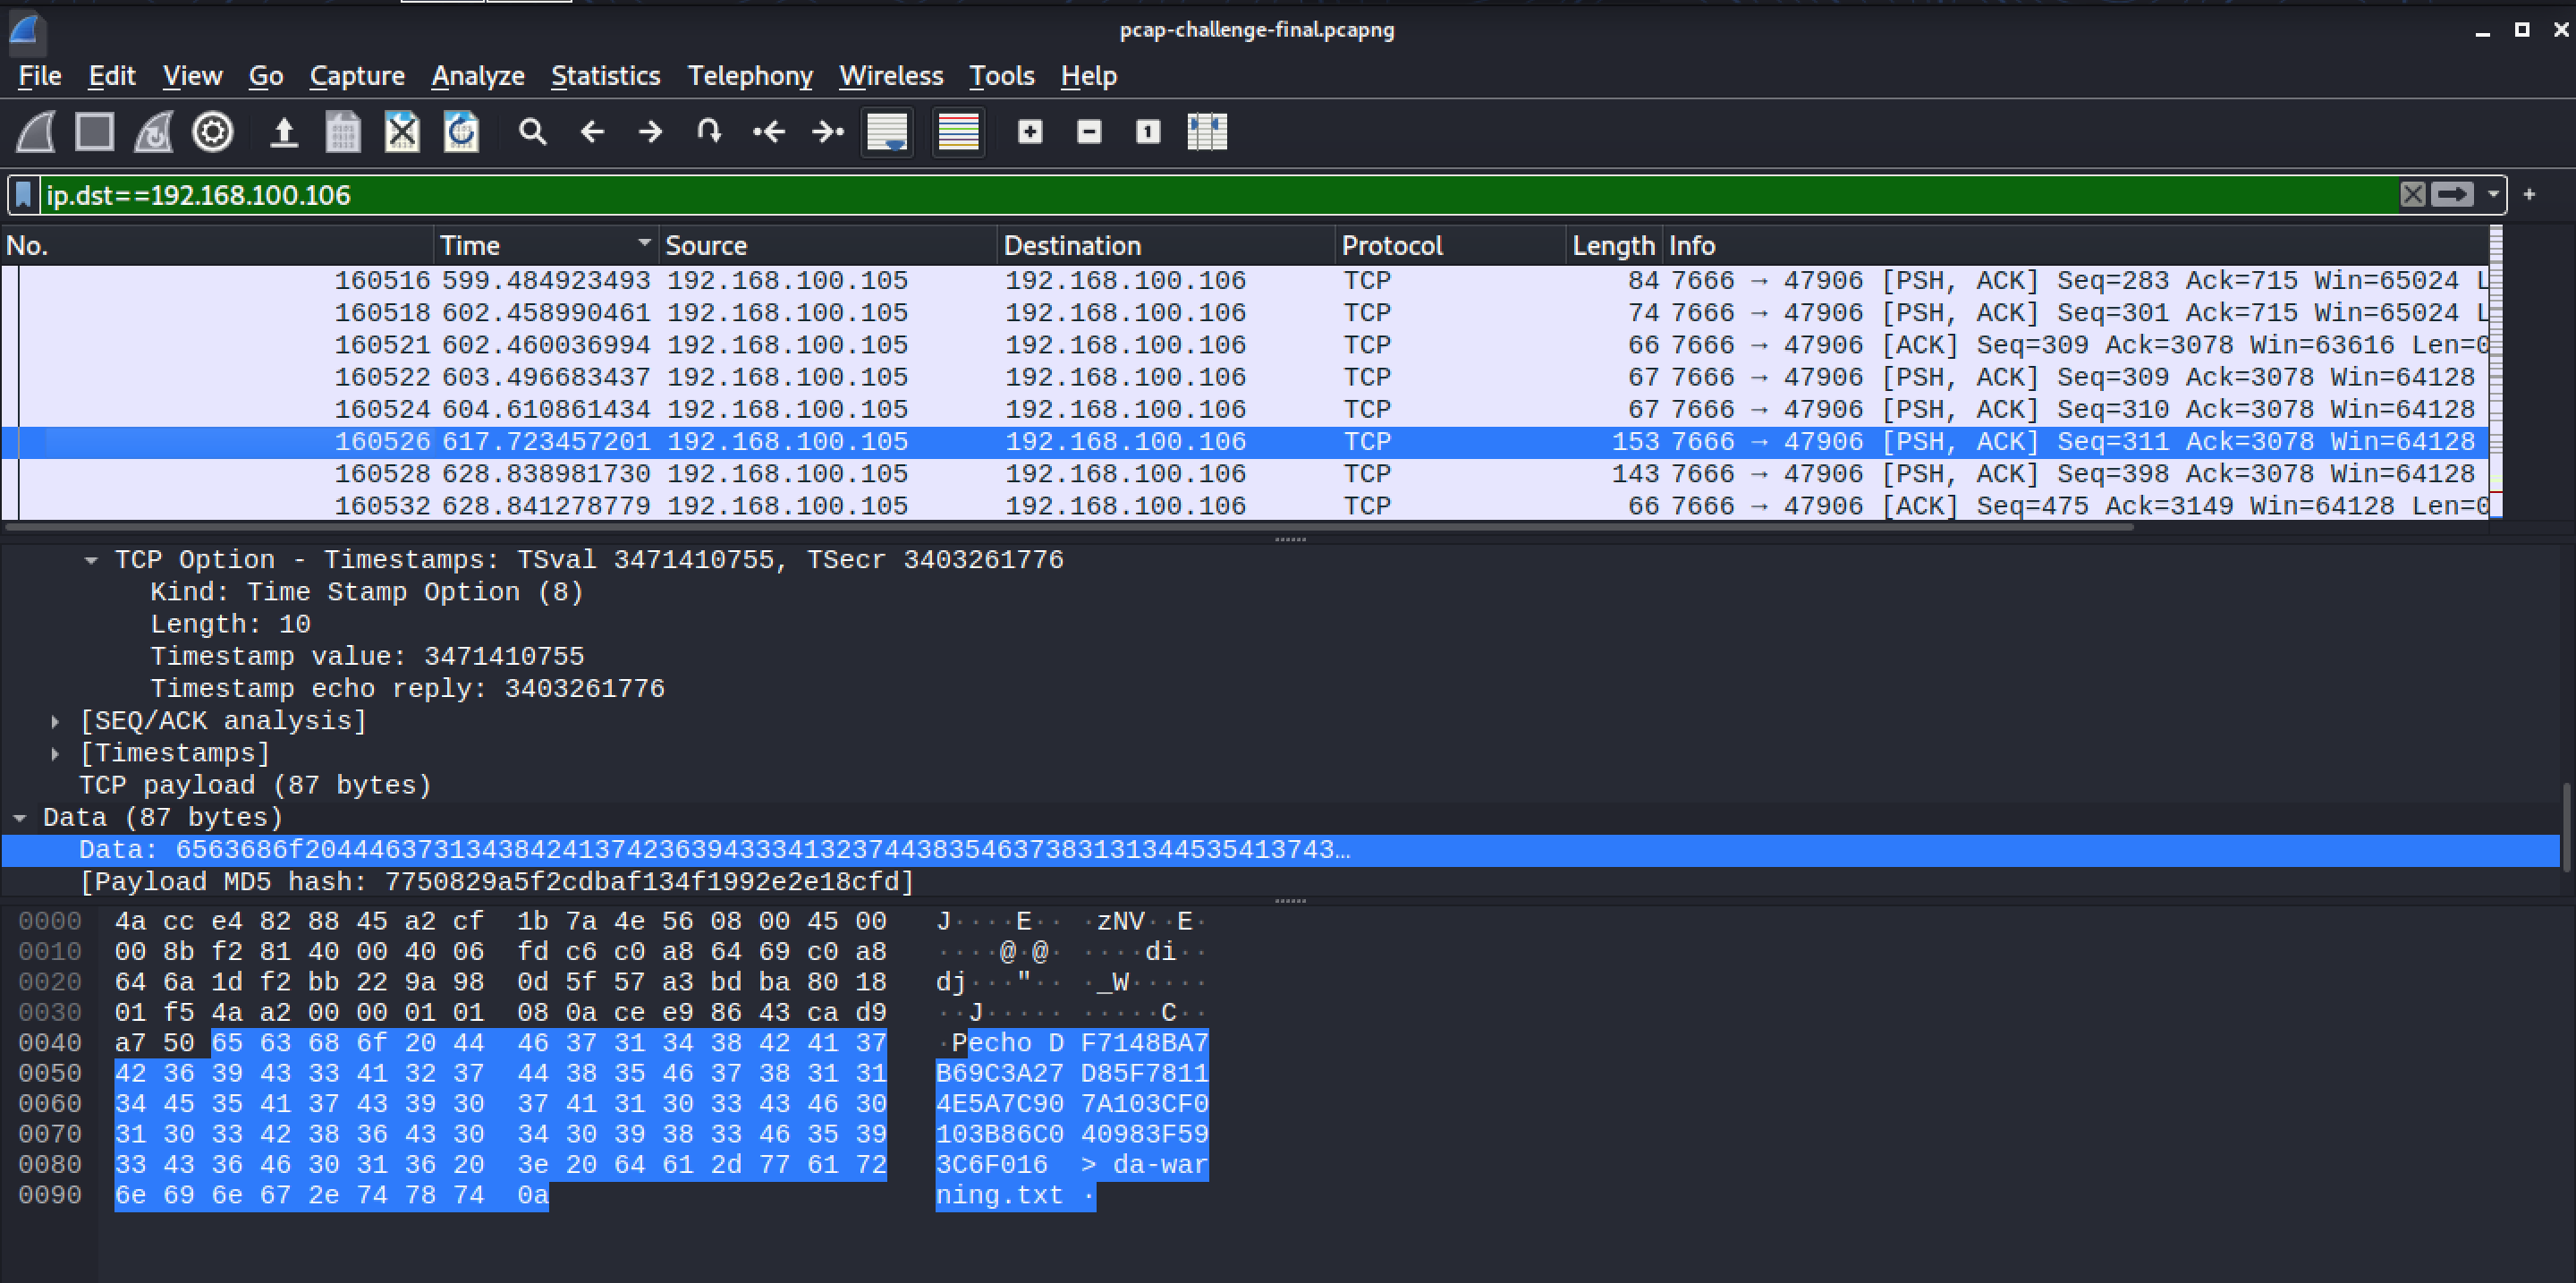 pcap-challenge-final.pcapng
File Edit View Go Capture Analyze Statistics Telephony Wireless Tools Help
ip.dst==192.168.100.106
No. Time Source Destination Protocol Length Info
160516 599.484923493 192.168.100.105 192.168.100.106 TCP 84 7666 → 47906 [PSH, ACK] Seq=283 Ack=715 Win=65024 L
160518 602.458990461 192.168.100.105 192.168.100.106 TCP 74 7666 → 47906 [PSH, ACK] Seq=301 Ack=715 Win=65024 L
160521 602.460036994 192.168.100.105 192.168.100.106 TCP 66 7666 → 47906 [ACK] Seq=309 Ack=3078 Win=63616 Len=0
160522 603.496683437 192.168.100.105 192.168.100.106 TCP 67 7666 → 47906 [PSH, ACK] Seq=309 Ack=3078 Win=64128
160524 604.610861434 192.168.100.105 192.168.100.106 TCP 67 7666 → 47906 [PSH, ACK] Seq=310 Ack=3078 Win=64128
160526 617.723457201 192.168.100.105 192.168.100.106 TCP 153 7666 → 47906 [PSH, ACK] Seq=311 Ack=3078 Win=64128
160528 628.838981730 192.168.100.105 192.168.100.106 TCP 143 7666 → 47906 [PSH, ACK] Seq=398 Ack=3078 Win=64128
160532 628.841278779 192.168.100.105 192.168.100.106 TCP 66 7666 → 47906 [ACK] Seq=475 Ack=3149 Win=64128 Len=0
TCP Option - Timestamps: TSval 3471410755, TSecr 3403261776
Kind: Time Stamp Option (8)
Length: 10
Timestamp value: 3471410755
Timestamp echo reply: 3403261776
[SEQ/ACK analysis]
[Timestamps]
TCP payload (87 bytes)
Data (87 bytes)
Data: 6563686f20444637313438424137423639433341323744383546373831313445354137 43…
[Payload MD5 hash: 7750829a5f2cdbaf134f1992e2e18cfd]
0000 4a cc e4 82 88 45 a2 cf 1b 7a 4e 56 08 00 45 00 J····E·· ·zNV··E·
0010 00 8b f2 81 40 00 40 06 fd c6 c0 a8 64 69 c0 a8 ····@·@· ····di··
0020 64 6a 1d f2 bb 22 9a 98 0d 5f 57 a3 bd ba 80 18 dj···"·· ·_W·····
0030 01 f5 4a a2 00 00 01 01 08 0a ce e9 86 43 ca d9 ··J····· ·····C··
0040 a7 50 65 63 68 6f 20 44 46 37 31 34 38 42 41 37 ·Pecho D F7148BA7
0050 42 36 39 43 33 41 32 37 44 38 35 46 37 38 31 31 B69C3A27 D85F7811
0060 34 45 35 41 37 43 39 30 37 41 31 30 33 43 46 30 4E5A7C90 7A103CF0
0070 31 30 33 42 38 36 43 30 34 30 39 38 33 46 35 39 103B86C0 40983F59
0080 33 43 36 46 30 31 36 20 3e 20 64 61 2d 77 61 72 3C6F016  > da-war
0090 6e 69 6e 67 2e 74 78 74 0a ning.txt ·